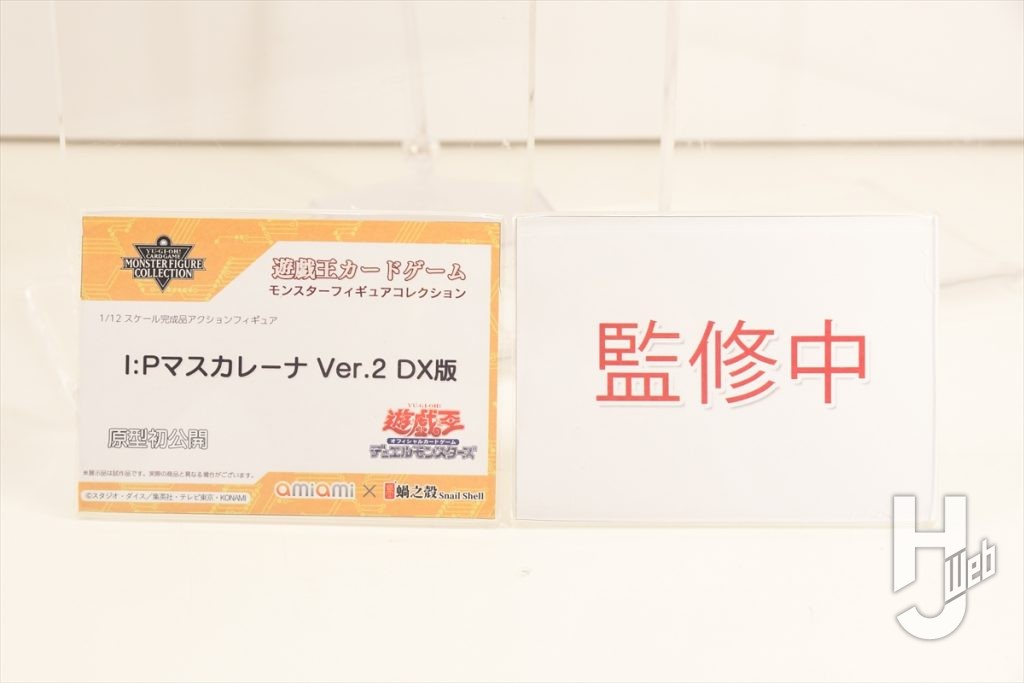 YU-GI-OH!
CARD GAME
MONSTER FIGURE
COLLECTION
遊戯王カードゲーム
モンスターフィギュアコレクション
1/12 スケール完成品アクションフィギュア
I:Pマスカレーナ Ver.2 DX版
原型初公開
YU-GI-OH!
遊戯王
オフィシャルカードゲーム
デュエルモンスターズ
※展示品は試作品です。実際の商品と異なる場合がございます。
©スタジオ・ダイス/集英社・テレビ東京・KONAMI
amiami × 蝸之殼 Snail Shell
監修中
HJ Web